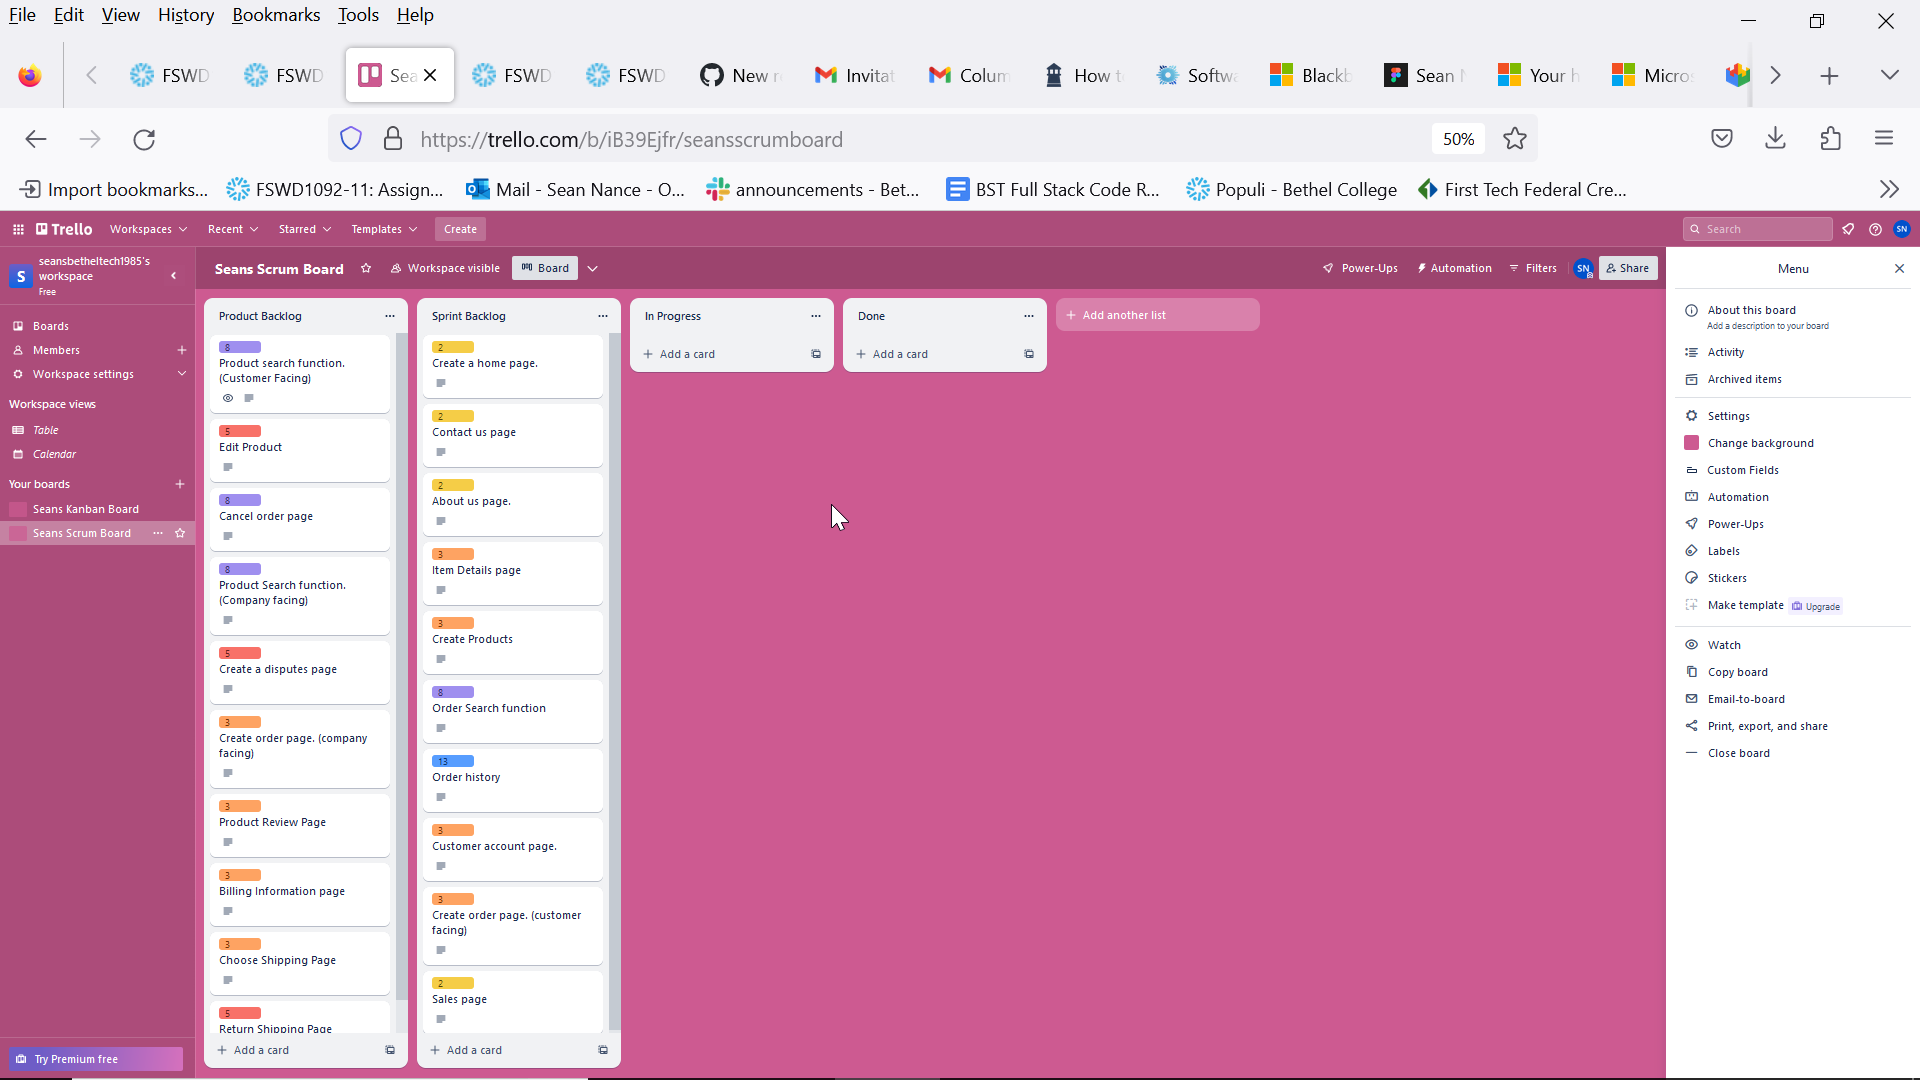 File Edit View History Bookmarks Tools Help
FSWD FSWD Sea FSWD FSWD New Invitat Colum How t Softw Blackb Sean Your h Micros
https://trello.com/b/iB39Ejfr/seansscrumboard 50%
Import bookmarks... FSWD1092-11: Assign... Mail - Sean Nance - O... announcements - Bet... BST Full Stack Code R... Populi - Bethel College First Tech Federal Cre...
Trello Workspaces Recent Starred Templates Create Search SN
S seansbetheltech1985's
workspace
Free
Boards
Members
Workspace settings
Workspace views
Table
Calendar
Your boards
Seans Kanban Board
Seans Scrum Board
Try Premium free
Seans Scrum Board Workspace visible Board Power-Ups Automation Filters SN Share
Product Backlog
8
Product search function.
(Customer Facing)
5
Edit Product
8
Cancel order page
8
Product Search function.
(Company facing)
5
Create a disputes page
3
Create order page. (company
facing)
3
Product Review Page
3
Billing Information page
3
Choose Shipping Page
5
Return Shipping Page
Add a card
Sprint Backlog
2
Create a home page.
2
Contact us page
2
About us page.
3
Item Details page
3
Create Products
8
Order Search function
13
Order history
3
Customer account page.
3
Create order page. (customer
facing)
2
Sales page
Add a card
In Progress
Add a card
Done
Add a card
Add another list
Menu
About this board
Add a description to your board
Activity
Archived items
Settings
Change background
Custom Fields
Automation
Power-Ups
Labels
Stickers
Make template Upgrade
Watch
Copy board
Email-to-board
Print, export, and share
Close board